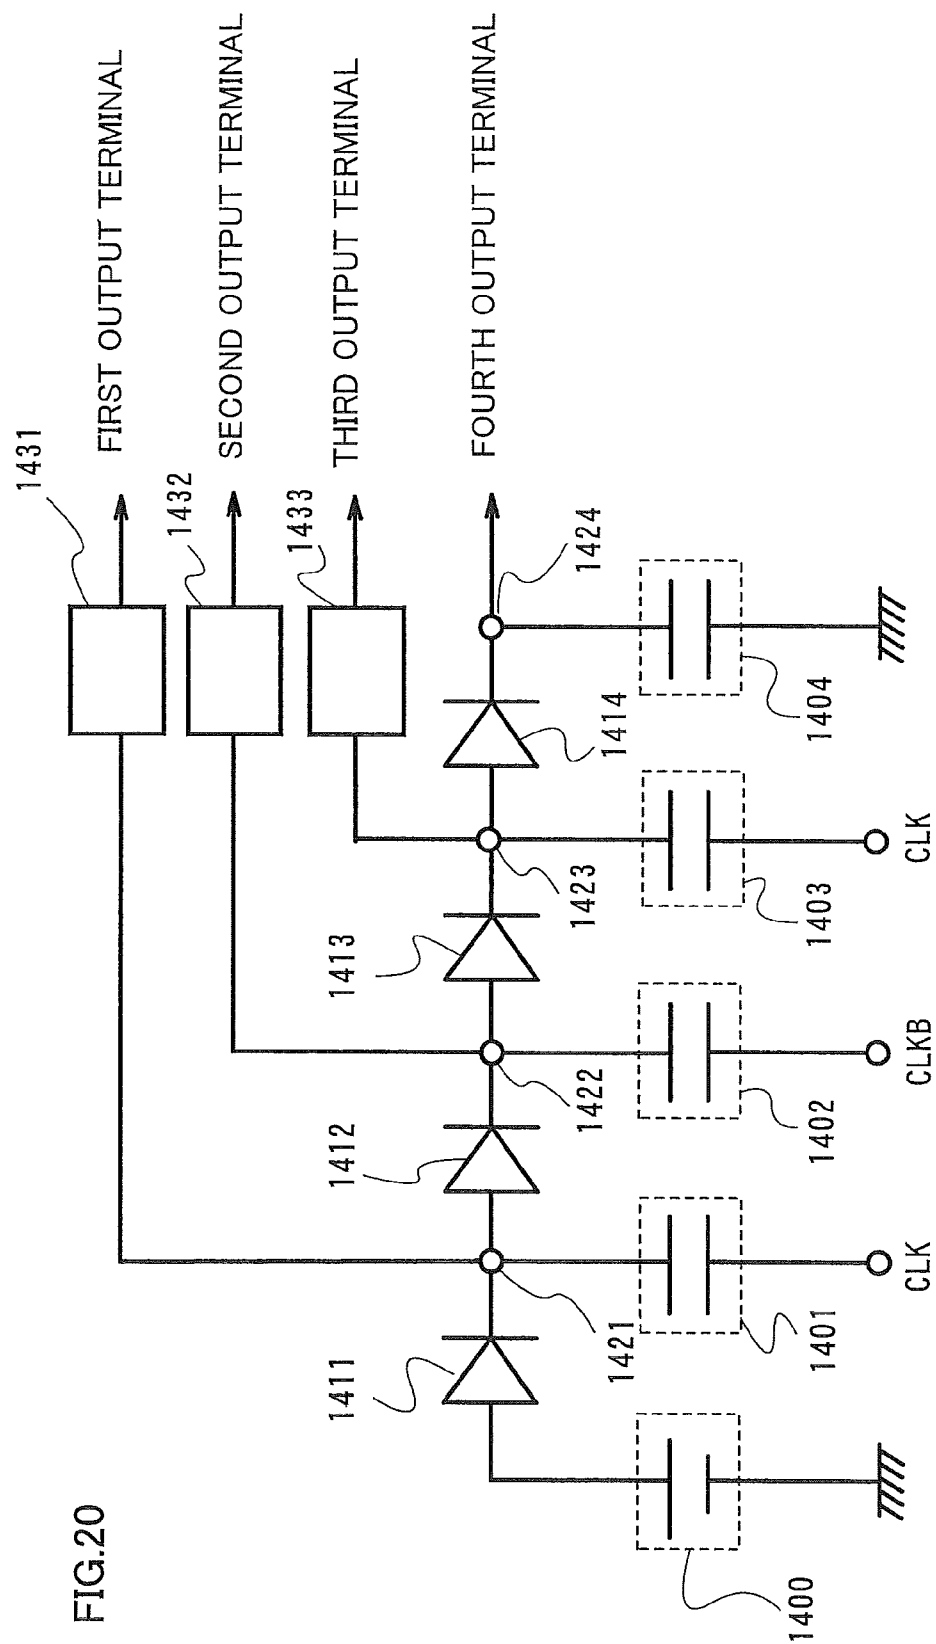 FIG.20
1431
FIRST OUTPUT TERMINAL
1432
SECOND OUTPUT TERMINAL
1433
THIRD OUTPUT TERMINAL
FOURTH OUTPUT TERMINAL
1411
1412
1413
1414
1421
1422
1423
1424
1400
1401
1402
1403
1404
CLK
CLKB
CLK